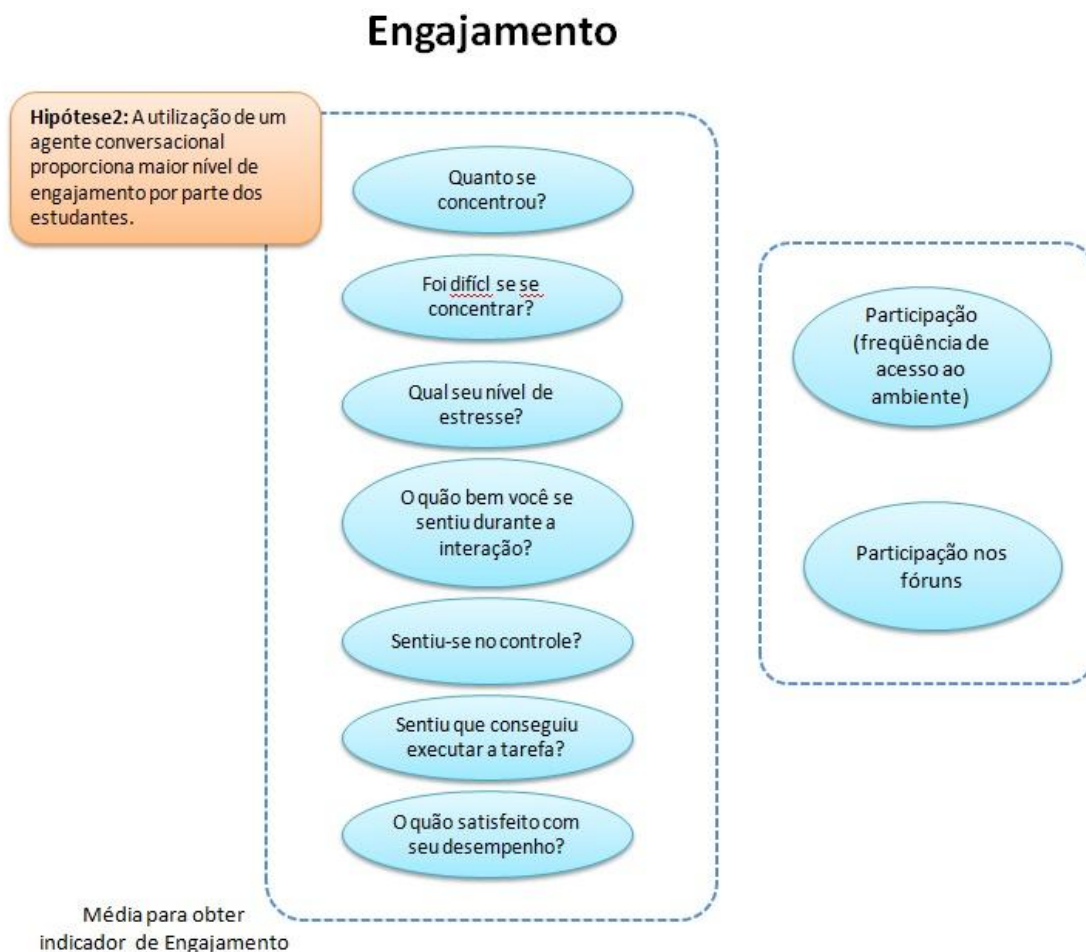 Engajamento
Hipótese2: A utilização de um
agente conversacional
proporciona maior nível de
engajamento por parte dos
estudantes.
Quanto se
concentrou?
Foi difícl se se
concentrar?
Qual seu nível de
estresse?
O quão bem você se
sentiu durante a
interação?
Sentiu-se no controle?
Sentiu que conseguiu
executar a tarefa?
O quão satisfeito com
seu desempenho?
Participação
(freqüência de
acesso ao
ambiente)
Participação nos
fóruns
Média para obter
indicador de Engajamento